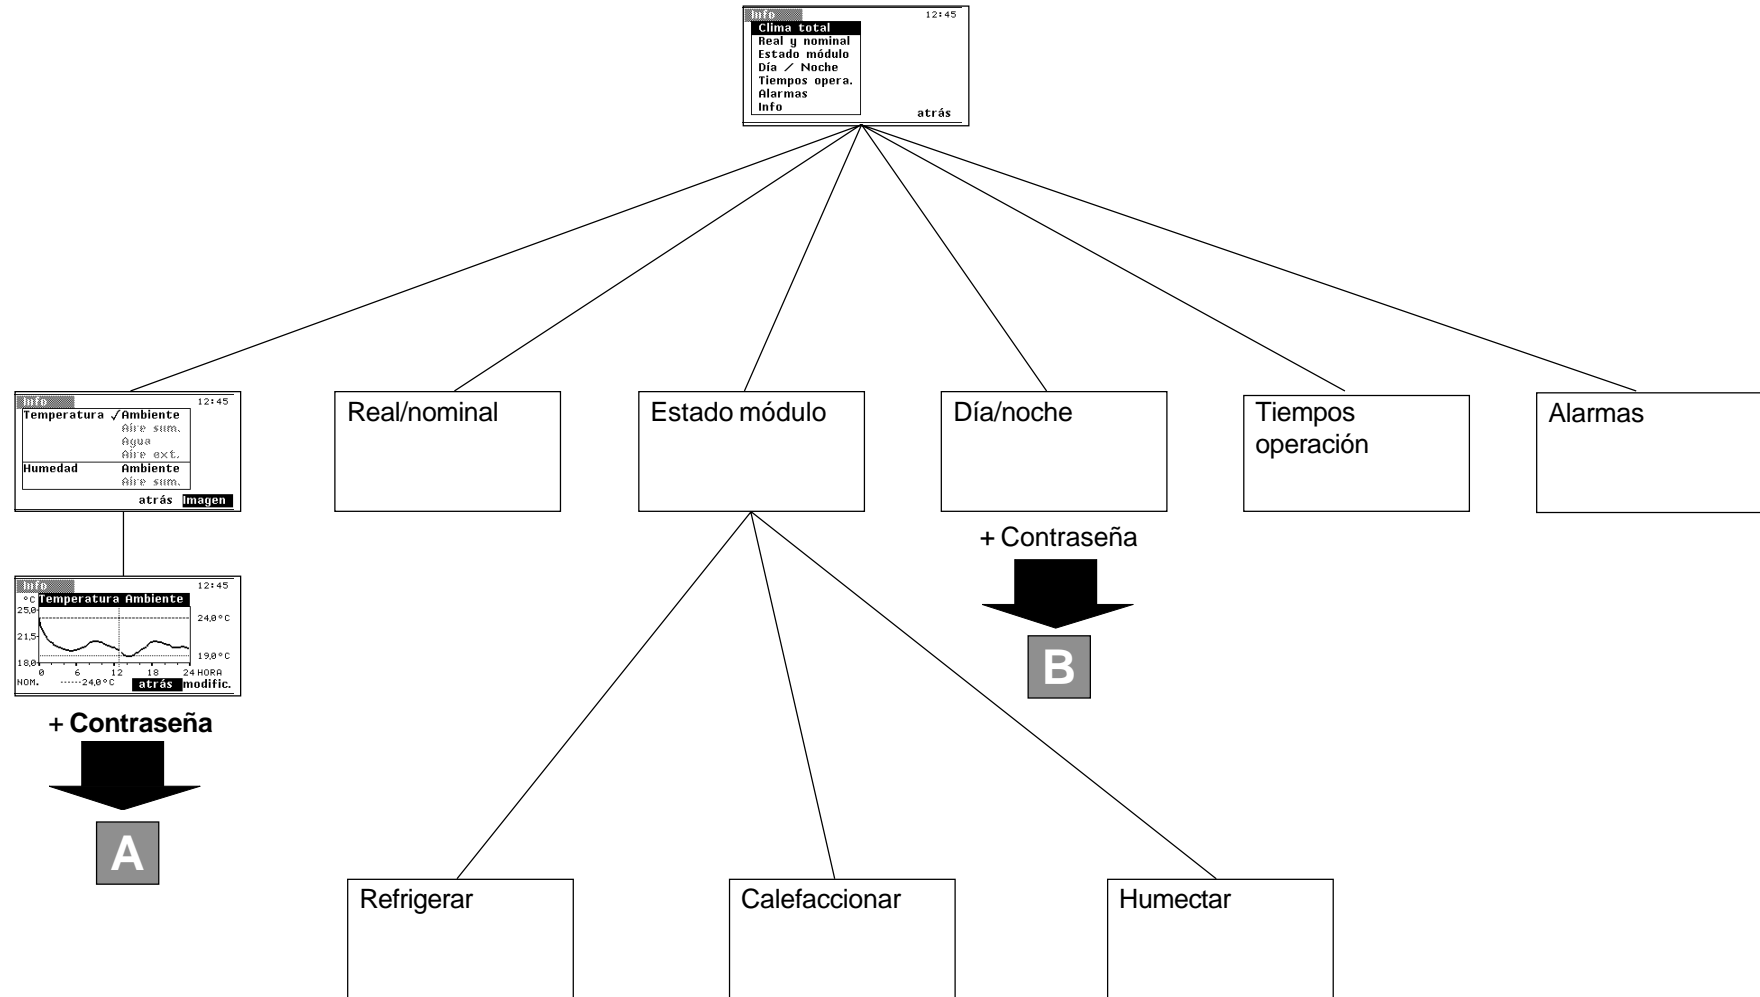 Info 12:45
Clima total
Real y nominal
Estado módulo
Día / Noche
Tiempos opera.
Alarmas
Info
atrás
Info 12:45
Temperatura ✓Ambiente
Aire sum.
Agua
Aire ext.
Humedad Ambiente
Aire sum.
atrás Imagen
Real/nominal
Estado módulo
Día/noche
Tiempos
operación
Alarmas
Info 12:45
°C Temperatura Ambiente
25,0
24,0°C
21,5
19,0°C
18,0
0 6 12 18 24 HORA
NOM. -----24,0°C atrás modific.
+ Contraseña
A
+ Contraseña
B
Refrigerar
Calefaccionar
Humectar